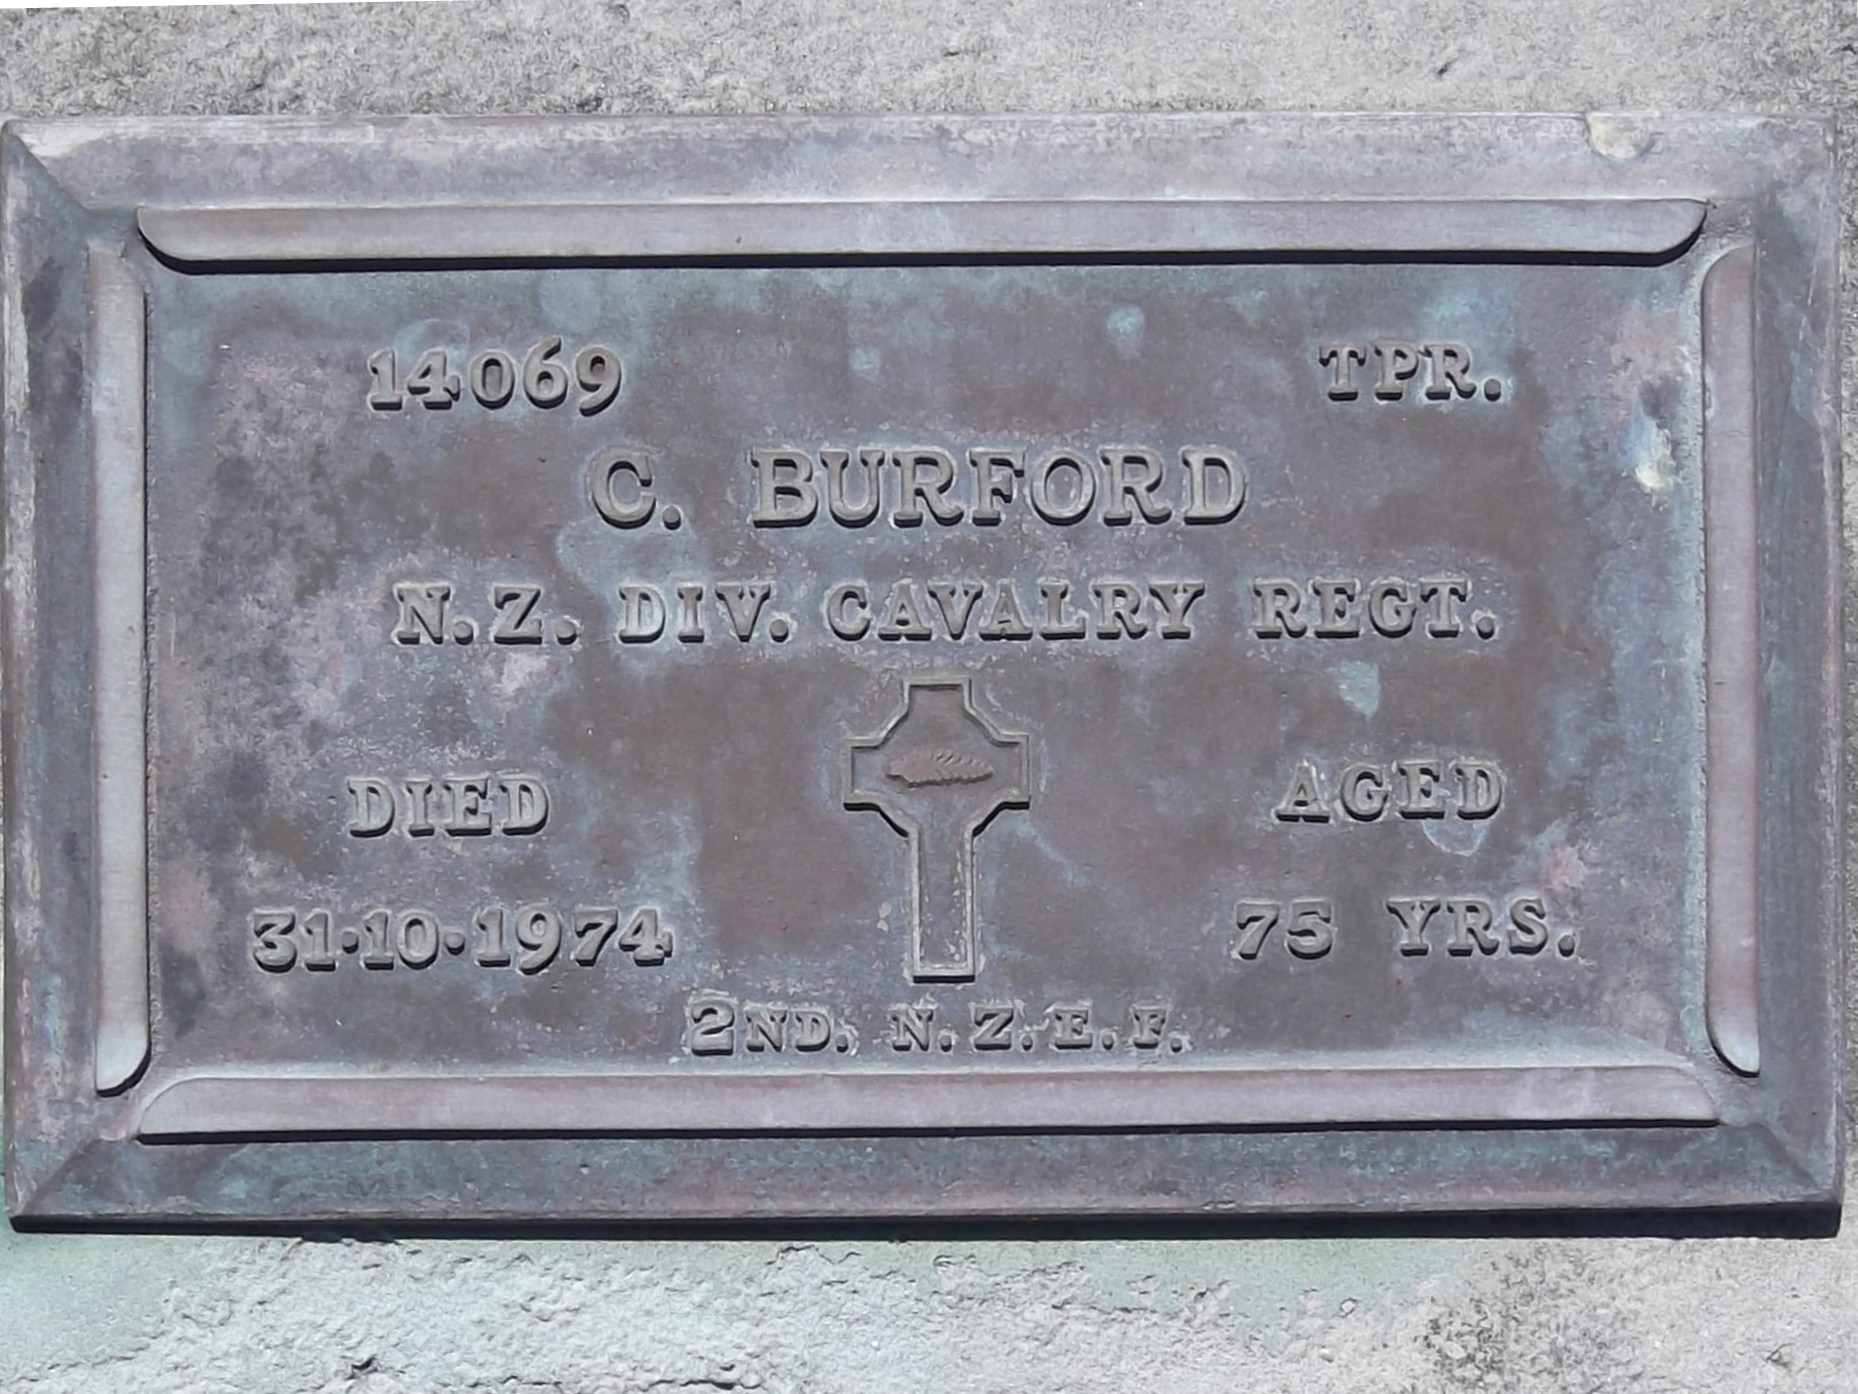 14069 TPR.
C. BURFORD
N.Z. DIV. CAVALRY REGT.
DIED AGED
31·10·1974 75 YRS.
2ND. N.Z.E.F.